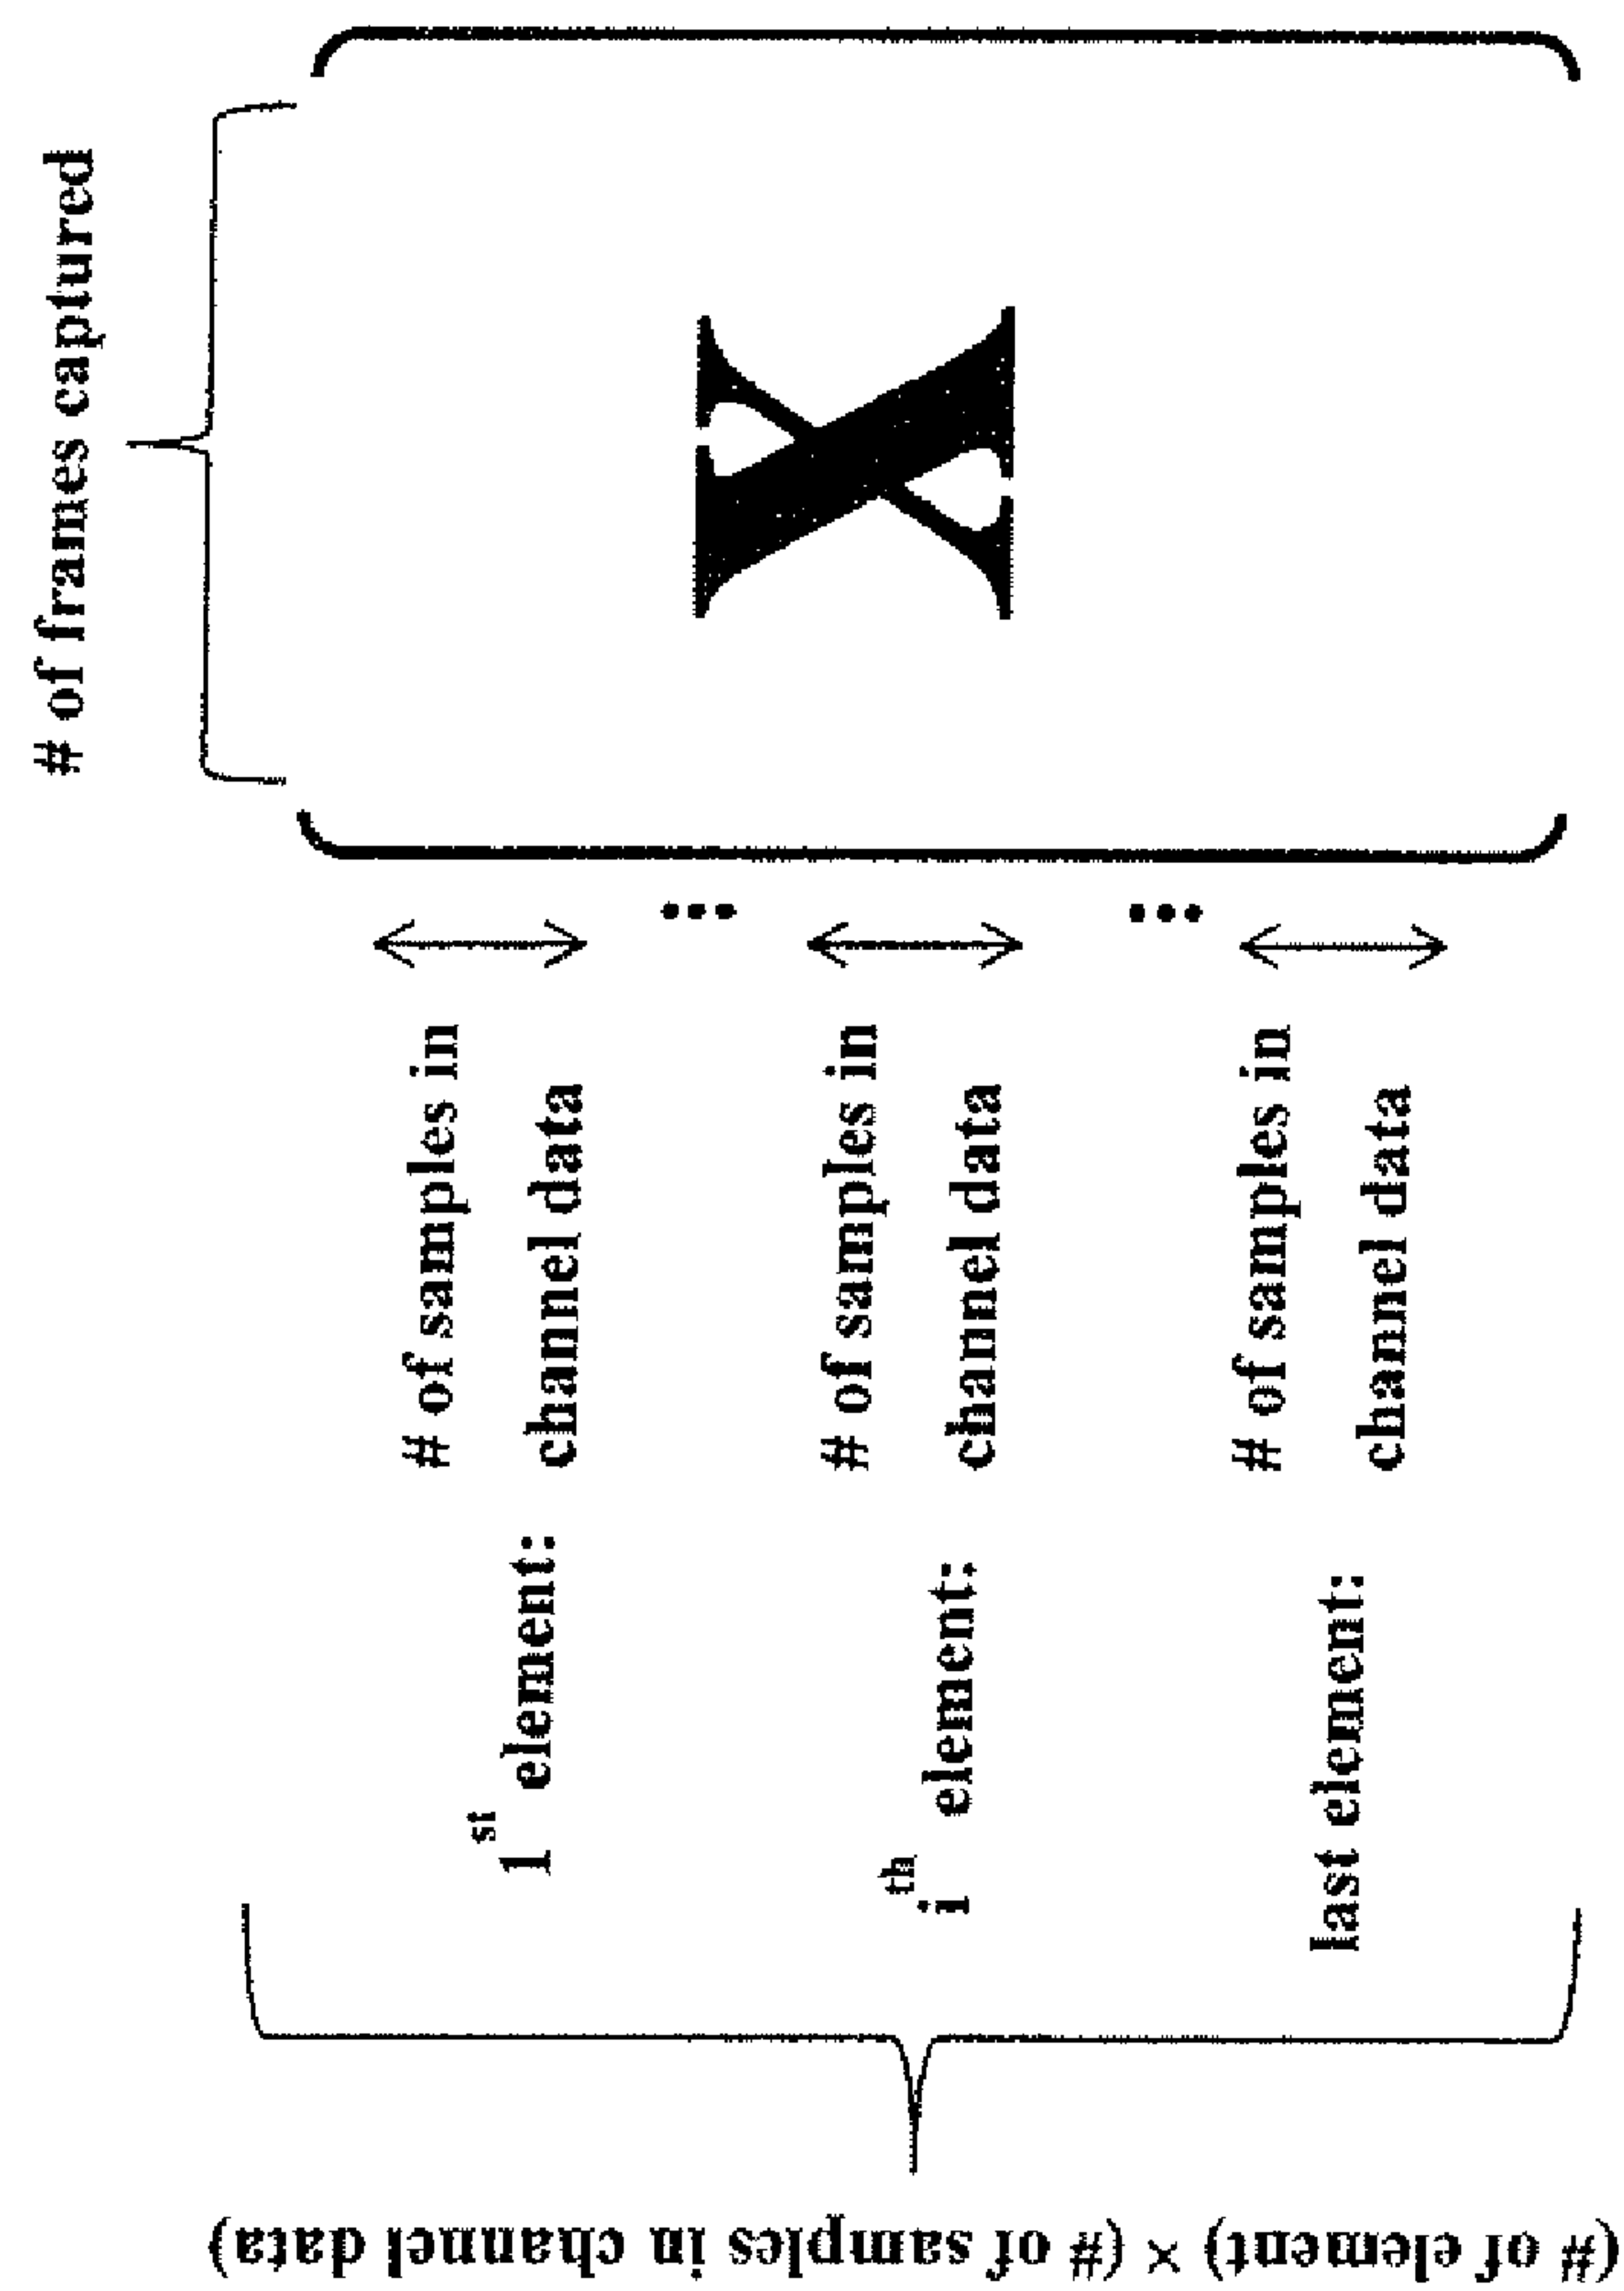 # of frames captured
1st element:
# of samples in
channel data
ith element:
# of samples in
channel data
last element:
# of samples in
channel data
(# of element) × (# of samples in channel data)
X